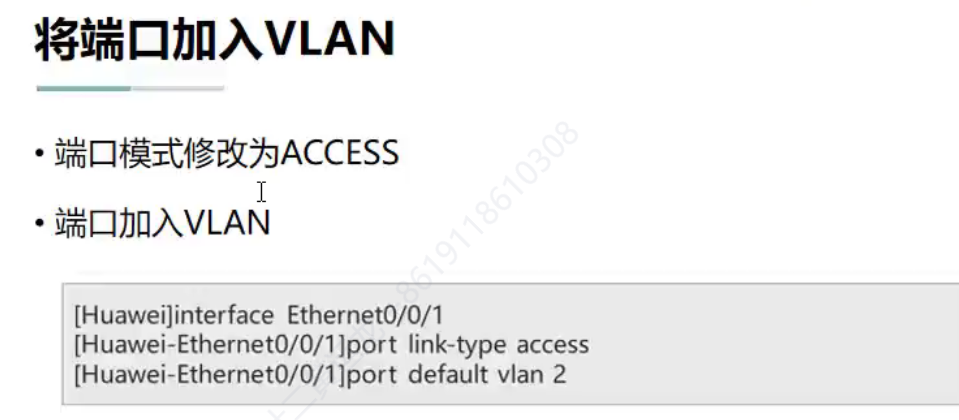 将端口加入VLAN
• 端口模式修改为ACCESS
• 端口加入VLAN
[Huawei]interface Ethernet0/0/1
[Huawei-Ethernet0/0/1]port link-type access
[Huawei-Ethernet0/0/1]port default vlan 2
8619118610308